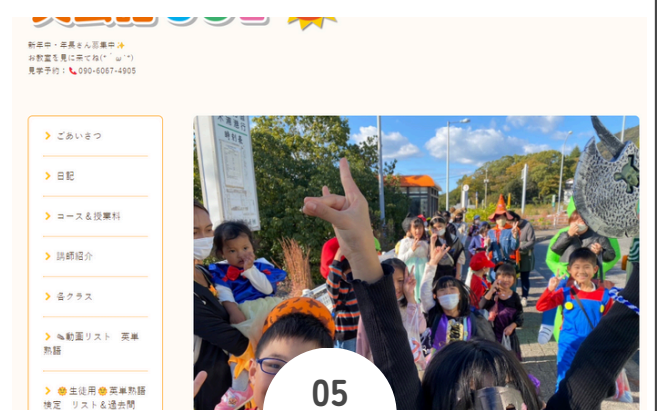 新年中・年長さん募集中✨
お教室を見に来てね(*´ω`*)
見学予約：📞090-6067-4905
ごあいさつ
日記
コース＆授業料
講師紹介
各クラス
✎動画リスト　英単
熟語
😊生徒用😊英単熟語
検定　リスト＆過去問
05